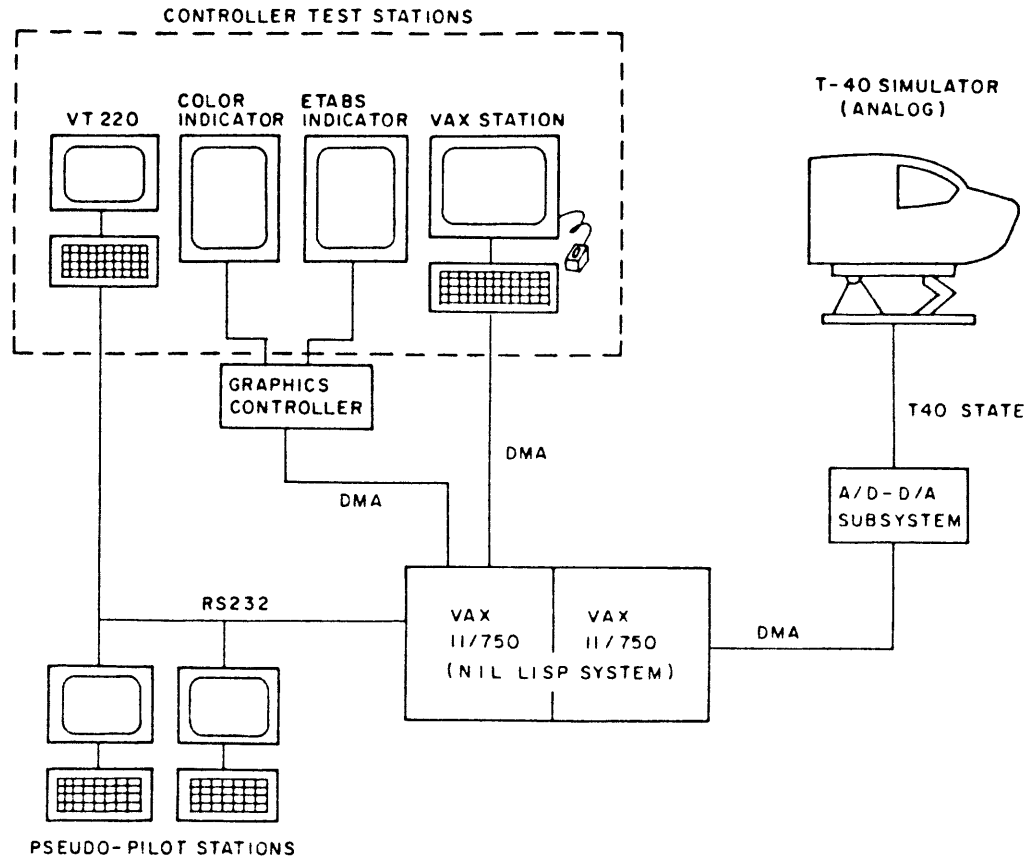 CONTROLLER TEST STATIONS
VT 220
COLOR
INDICATOR
ETABS
INDICATOR
VAX STATION
T-40 SIMULATOR
(ANALOG)
GRAPHICS
CONTROLLER
T40 STATE
DMA
DMA
A/D-D/A
SUBSYSTEM
RS232
VAX
11/750
VAX
11/750
(NIL LISP SYSTEM)
DMA
PSEUDO-PILOT STATIONS